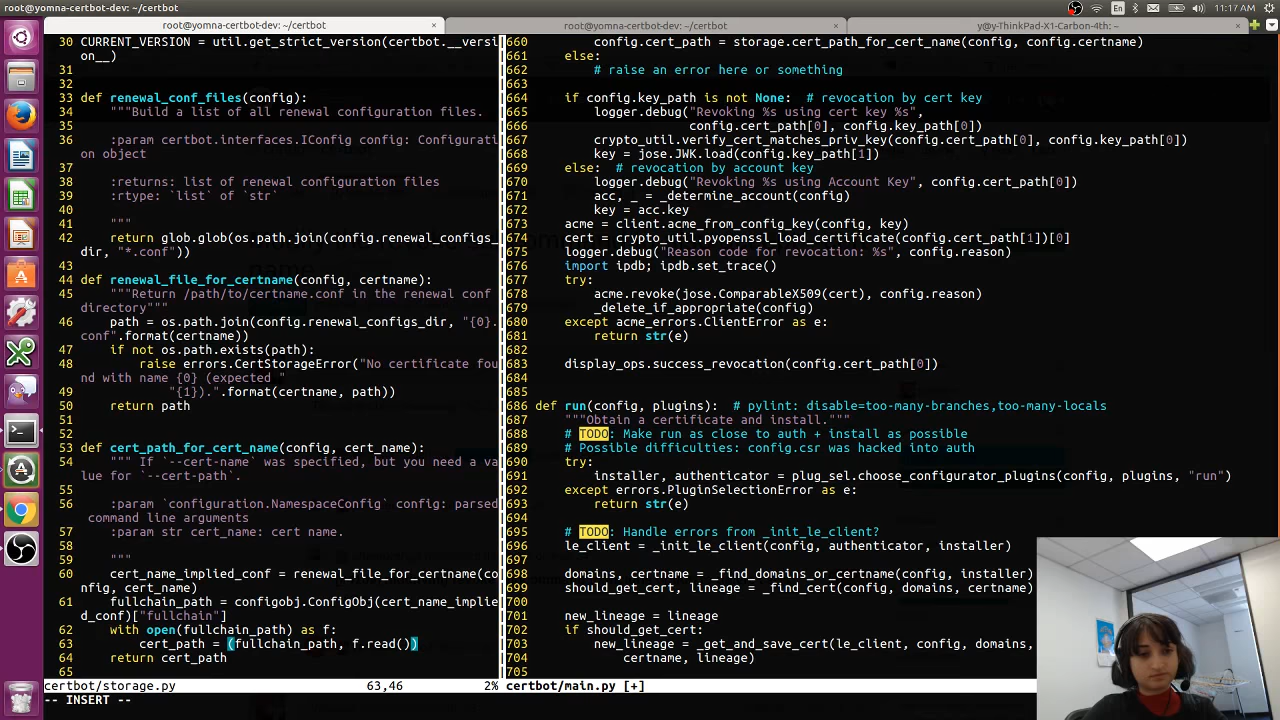 root@yomna-certbot-dev: ~/certbot
En
11:17 AM
root@yomna-certbot-dev: ~/certbot
root@yomna-certbot-dev: ~/certbot
y@y-ThinkPad-X1-Carbon-4th: ~
30 CURRENT_VERSION = util.get_strict_version(certbot.__versi
on__)
31
32
33 def renewal_conf_files(config):
34     """Build a list of all renewal configuration files.
35
36     :param certbot.interfaces.IConfig config: Configurati
on object
37
38     :returns: list of renewal configuration files
39     :rtype: `list` of `str`
40
41     """
42     return glob.glob(os.path.join(config.renewal_configs_
dir, "*.conf"))
43
44 def renewal_file_for_certname(config, certname):
45     """Return /path/to/certname.conf in the renewal conf
directory"""
46     path = os.path.join(config.renewal_configs_dir, "{0}.
conf".format(certname))
47     if not os.path.exists(path):
48         raise errors.CertStorageError("No certificate fou
nd with name {0} (expected "
49             "{1}).".format(certname, path))
50     return path
51
52
53 def cert_path_for_cert_name(config, cert_name):
54     """ If `--cert-name` was specified, but you need a va
lue for `--cert-path`.
55
56     :param `configuration.NamespaceConfig` config: parsed
command line arguments
57     :param str cert_name: cert name.
58
59     """
60     cert_name_implied_conf = renewal_file_for_certname(co
nfig, cert_name)
61     fullchain_path = configobj.ConfigObj(cert_name_implie
d_conf)["fullchain"]
62     with open(fullchain_path) as f:
63         cert_path = (fullchain_path, f.read())
64     return cert_path
65
certbot/storage.py 63,46 2%
-- INSERT --
660         config.cert_path = storage.cert_path_for_cert_name(config, config.certname)
661     else:
662         # raise an error here or something
663
664     if config.key_path is not None:  # revocation by cert key
665         logger.debug("Revoking %s using cert key %s",
666                      config.cert_path[0], config.key_path[0])
667         crypto_util.verify_cert_matches_priv_key(config.cert_path[0], config.key_path[0])
668         key = jose.JWK.load(config.key_path[1])
669     else:  # revocation by account key
670         logger.debug("Revoking %s using Account Key", config.cert_path[0])
671         acc, _ = _determine_account(config)
672         key = acc.key
673     acme = client.acme_from_config_key(config, key)
674     cert = crypto_util.pyopenssl_load_certificate(config.cert_path[1])[0]
675     logger.debug("Reason code for revocation: %s", config.reason)
676     import ipdb; ipdb.set_trace()
677     try:
678         acme.revoke(jose.ComparableX509(cert), config.reason)
679         _delete_if_appropriate(config)
680     except acme_errors.ClientError as e:
681         return str(e)
682
683     display_ops.success_revocation(config.cert_path[0])
684
685
686 def run(config, plugins):  # pylint: disable=too-many-branches,too-many-locals
687     """Obtain a certificate and install."""
688     # TODO: Make run as close to auth + install as possible
689     # Possible difficulties: config.csr was hacked into auth
690     try:
691         installer, authenticator = plug_sel.choose_configurator_plugins(config, plugins, "run")
692     except errors.PluginSelectionError as e:
693         return str(e)
694
695     # TODO: Handle errors from _init_le_client?
696     le_client = _init_le_client(config, authenticator, installer)
697
698     domains, certname = _find_domains_or_certname(config, installer)
699     should_get_cert, lineage = _find_cert(config, domains, certname)
700
701     new_lineage = lineage
702     if should_get_cert:
703         new_lineage = _get_and_save_cert(le_client, config, domains,
704             certname, lineage)
705
certbot/main.py [+]